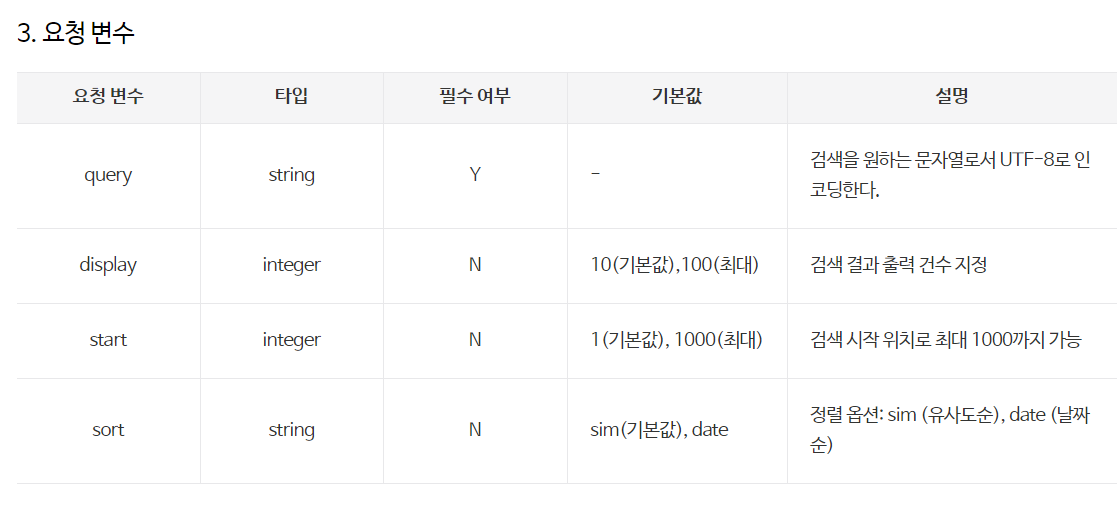 3. 요청 변수
요청 변수 타입 필수 여부 기본값 설명
query string Y - 검색을 원하는 문자열로서 UTF-8로 인
코딩한다.
display integer N 10(기본값),100(최대) 검색 결과 출력 건수 지정
start integer N 1(기본값), 1000(최대) 검색 시작 위치로 최대 1000까지 가능
sort string N sim(기본값), date 정렬 옵션: sim (유사도순), date (날짜
순)